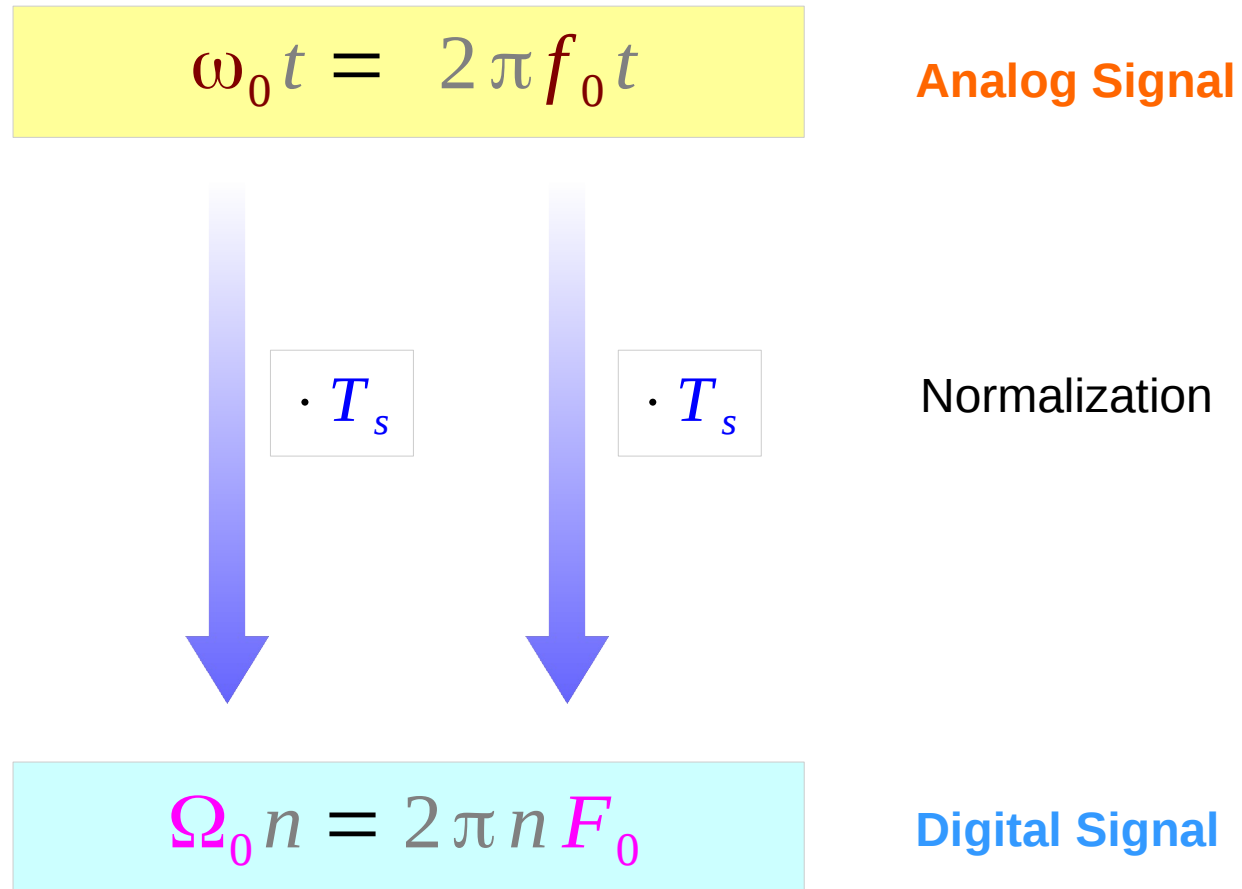 ω₀t = 2πf₀t
Analog Signal
· Tₛ
· Tₛ
Normalization
Ω₀n = 2πnF₀
Digital Signal